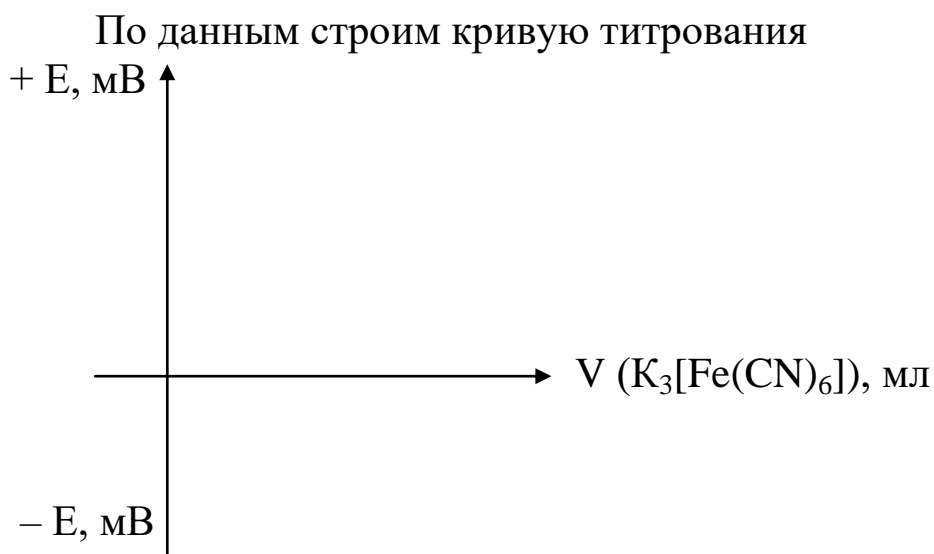 По данным строим кривую титрования
+ Е, мВ
V (K₃[Fe(CN)₆]), мл
– Е, мВ